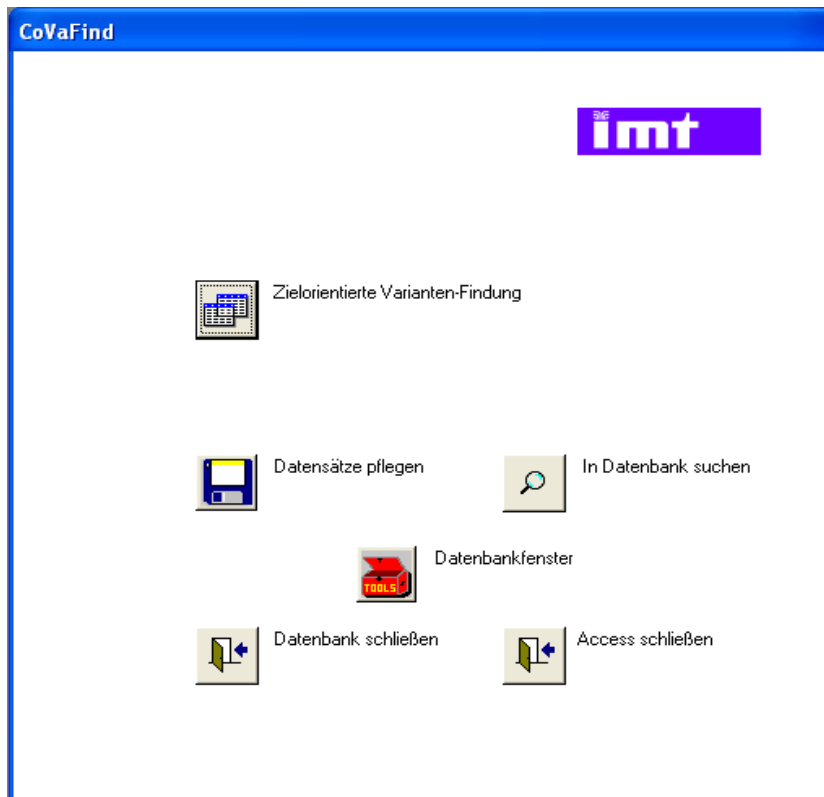 CoVaFind
imt
Zielorientierte Varianten-Findung
Datensätze pflegen
In Datenbank suchen
Datenbankfenster
TOOLS
Datenbank schließen
Access schließen